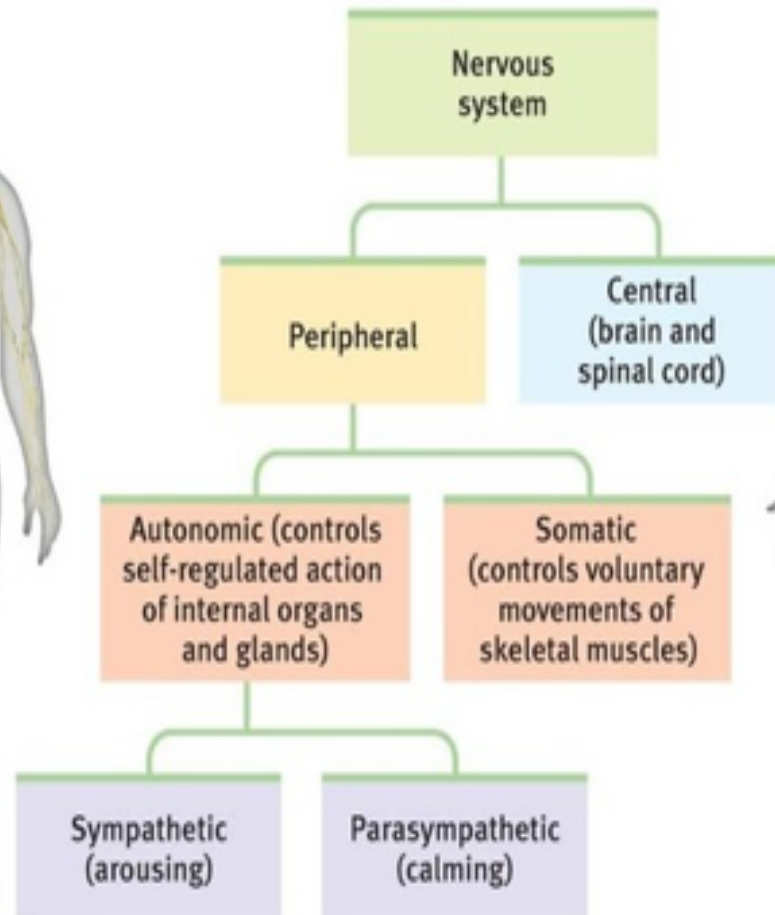 Nervous
system
Peripheral
Central
(brain and
spinal cord)
Autonomic (controls
self-regulated action
of internal organs
and glands)
Somatic
(controls voluntary
movements of
skeletal muscles)
Sympathetic
(arousing)
Parasympathetic
(calming)